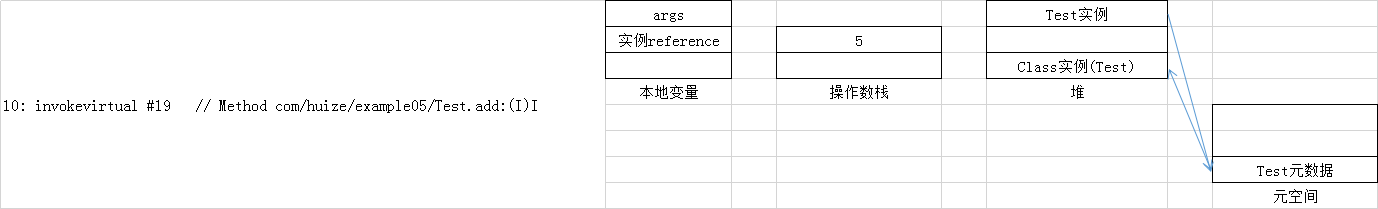 args
Test实例
实例reference
5
Class实例(Test)
本地变量
操作数栈
堆
10: invokevirtual #19 // Method com/huize/example05/Test.add:(I)I
Test元数据
元空间